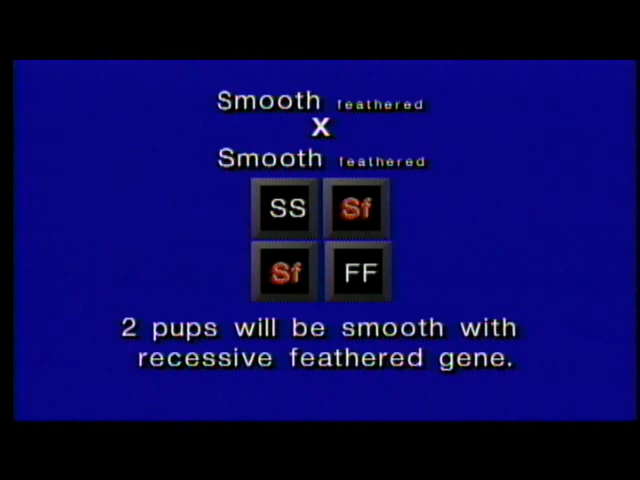 Smooth feathered
X
Smooth feathered
SS Sf
Sf FF
2 pups will be smooth with
recessive feathered gene.